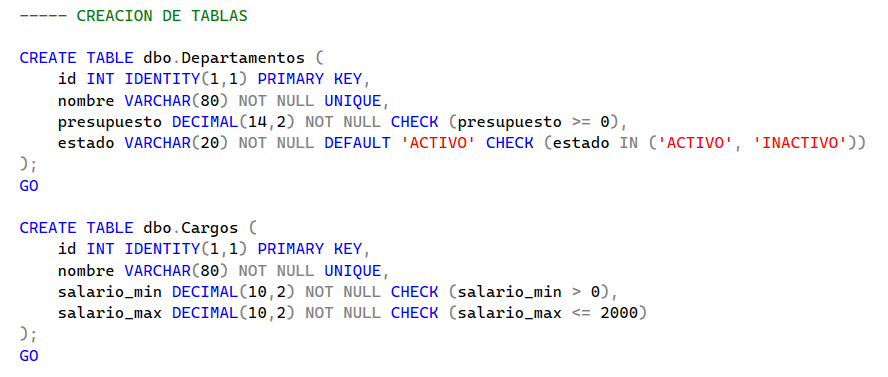 ----- CREACION DE TABLAS
CREATE TABLE dbo.Departamentos (
    id INT IDENTITY(1,1) PRIMARY KEY,
    nombre VARCHAR(80) NOT NULL UNIQUE,
    presupuesto DECIMAL(14,2) NOT NULL CHECK (presupuesto >= 0),
    estado VARCHAR(20) NOT NULL DEFAULT 'ACTIVO' CHECK (estado IN ('ACTIVO', 'INACTIVO'))
);
GO
CREATE TABLE dbo.Cargos (
    id INT IDENTITY(1,1) PRIMARY KEY,
    nombre VARCHAR(80) NOT NULL UNIQUE,
    salario_min DECIMAL(10,2) NOT NULL CHECK (salario_min > 0),
    salario_max DECIMAL(10,2) NOT NULL CHECK (salario_max <= 2000)
);
GO